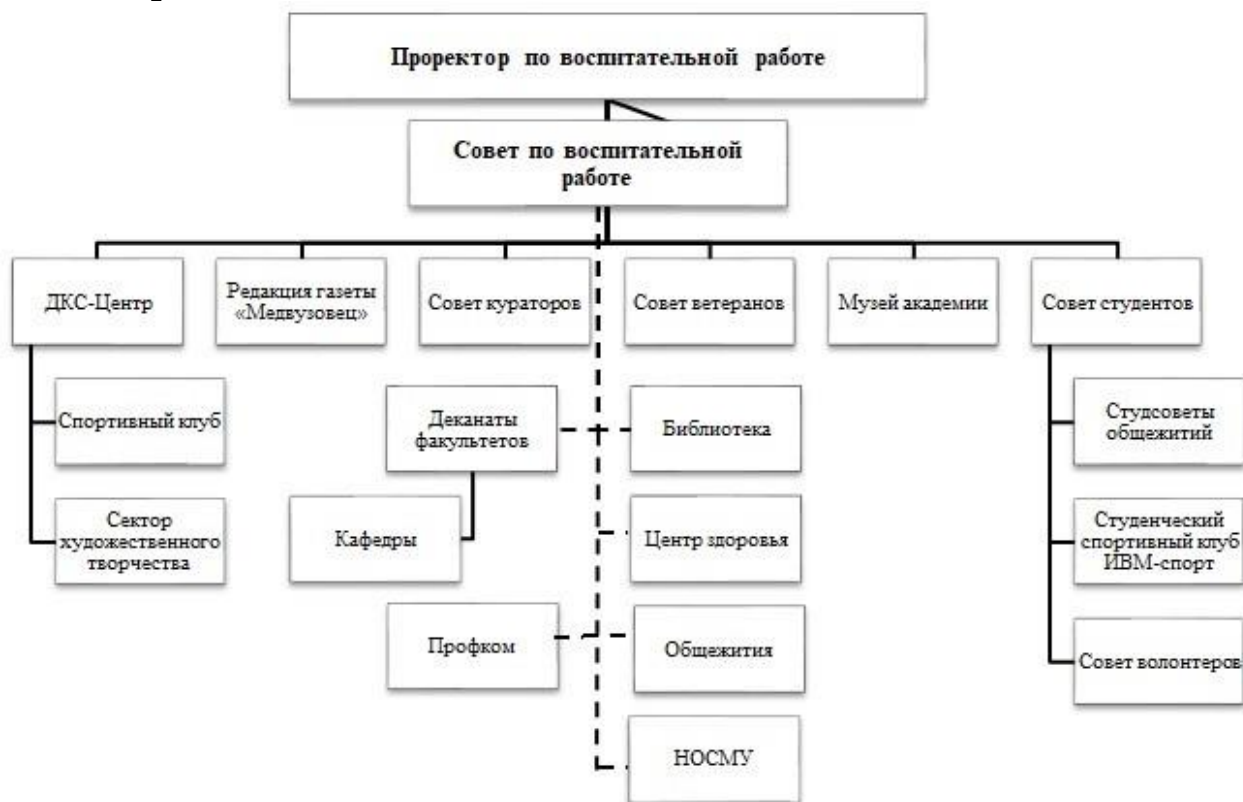 Проректор по воспитательной работе
Совет по воспитательной
работе
ДКС-Центр
Редакция газеты
«Медвузовец»
Совет кураторов
Совет ветеранов
Музей академии
Совет студентов
Спортивный клуб
Деканаты
факультетов
Библиотека
Студсоветы
общежитий
Сектор
художественного
творчества
Кафедры
Центр здоровья
Студенческий
спортивный клуб
ИВМ-спорт
Профком
Общежития
Совет волонтеров
НОСМУ